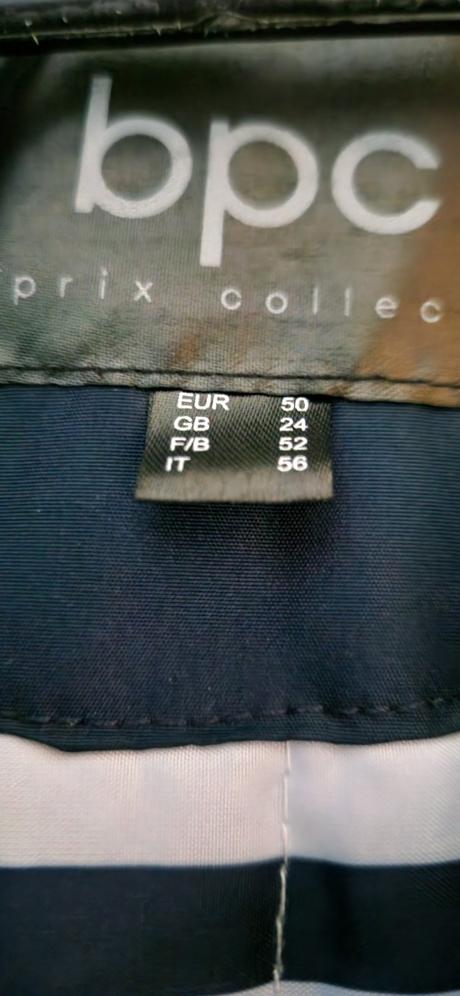 bpc
prix collec
EUR 50
GB 24
F/B 52
IT 56